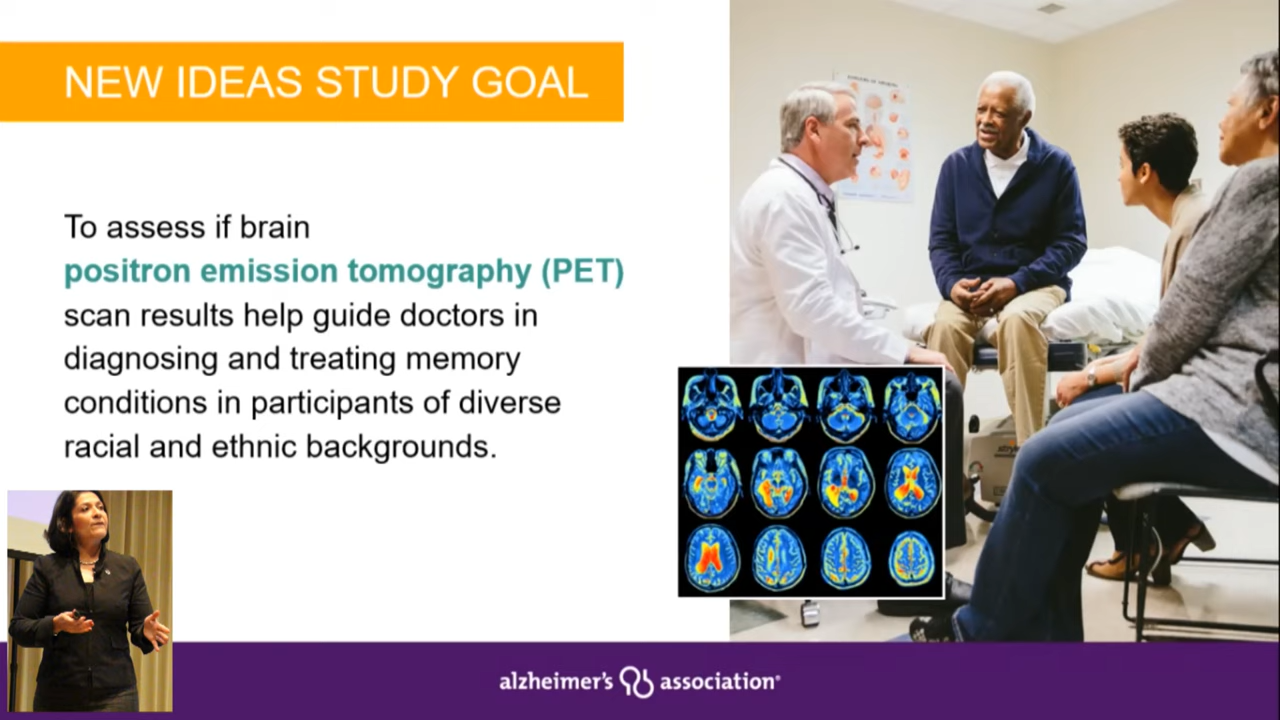 NEW IDEAS STUDY GOAL
To assess if brain
positron emission tomography (PET)
scan results help guide doctors in
diagnosing and treating memory
conditions in participants of diverse
racial and ethnic backgrounds.
alzheimer's association®